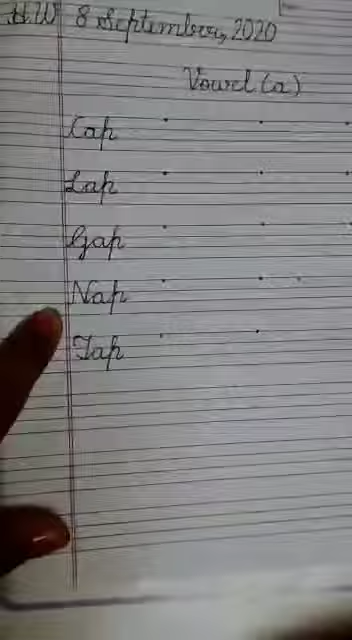 H.W 8 September, 2020
Vowel (a)
Cap
Lap
Gap
Nap
Tap